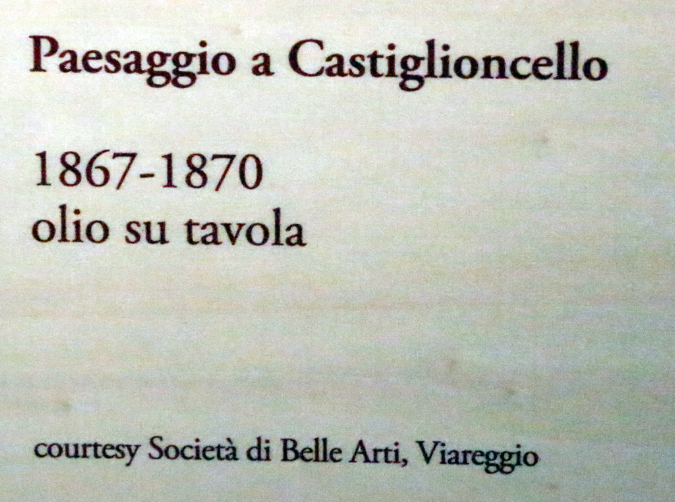 Paesaggio a Castiglioncello
1867-1870
olio su tavola
courtesy Società di Belle Arti, Viareggio